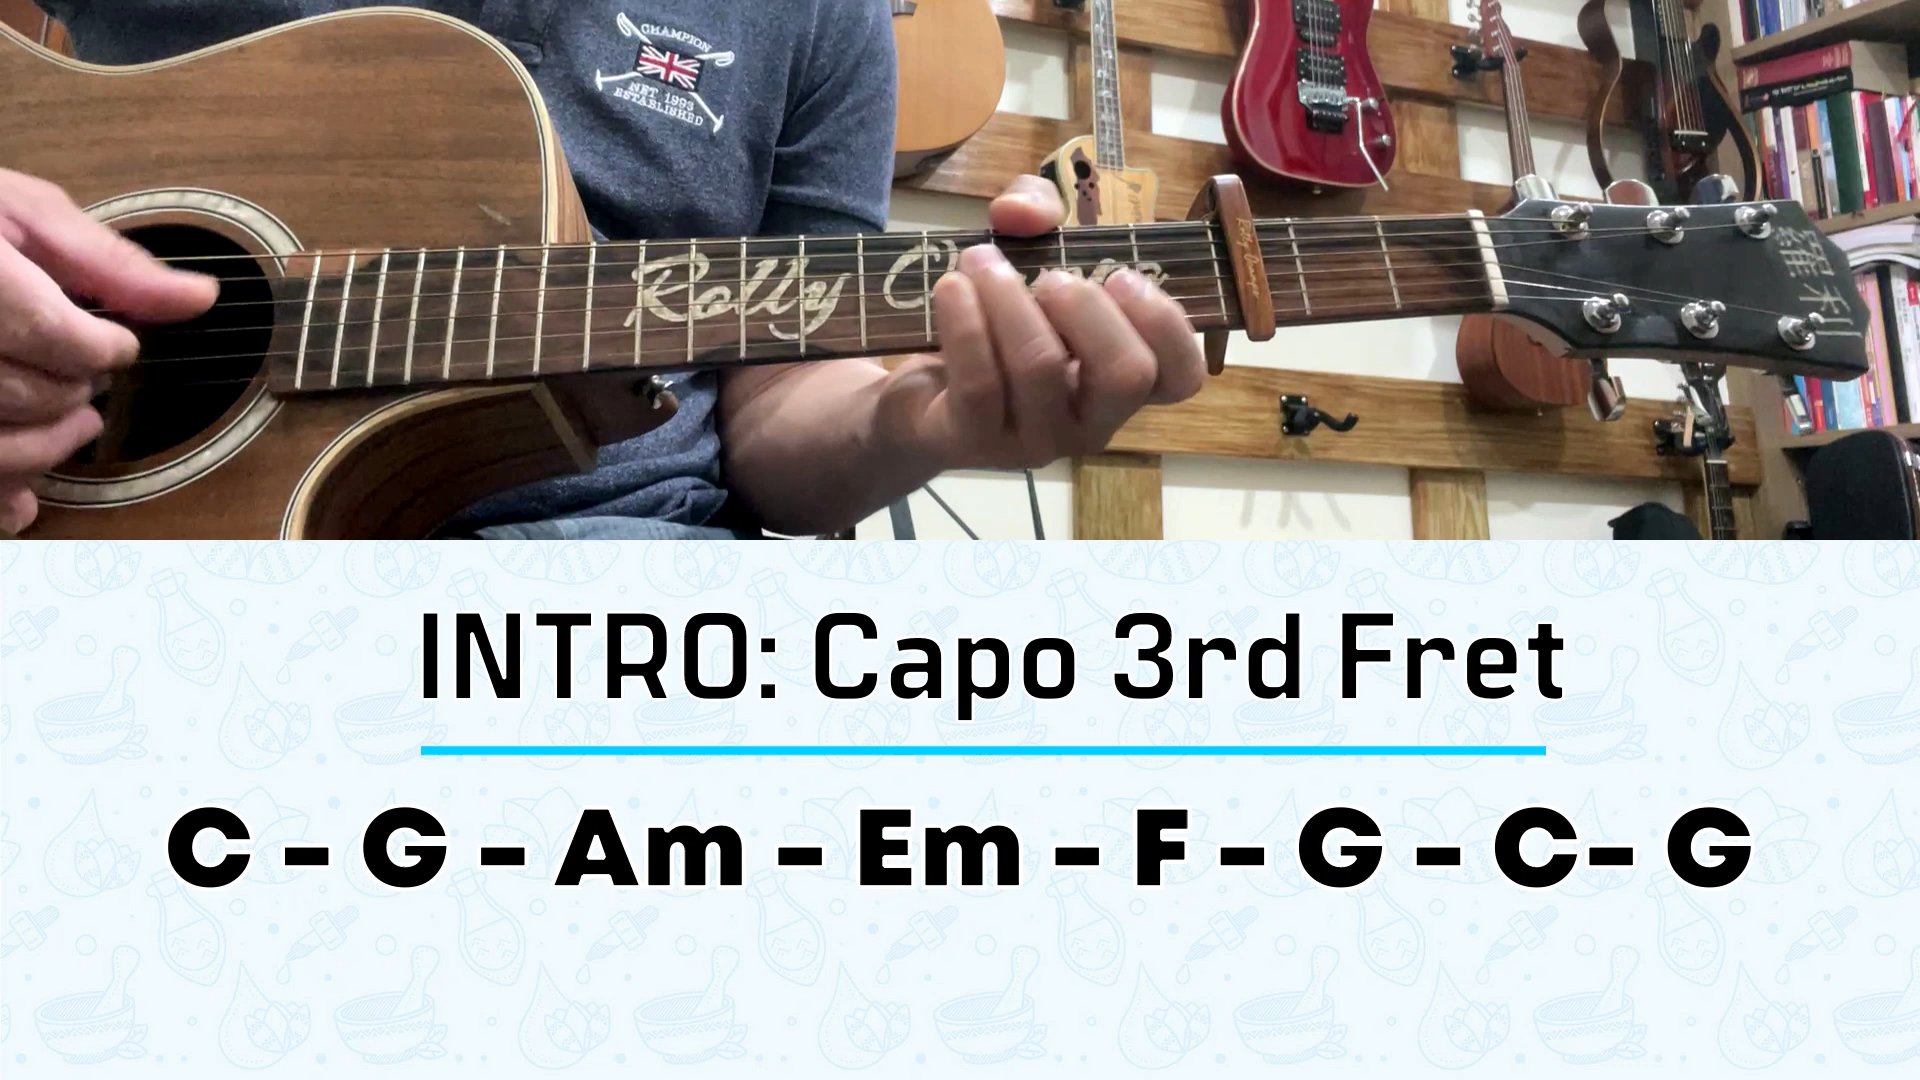 CHAMPION
NET 1993
ESTABLISHED
Rolly
INTRO: Capo 3rd Fret
C - G - Am - Em - F - G - C- G